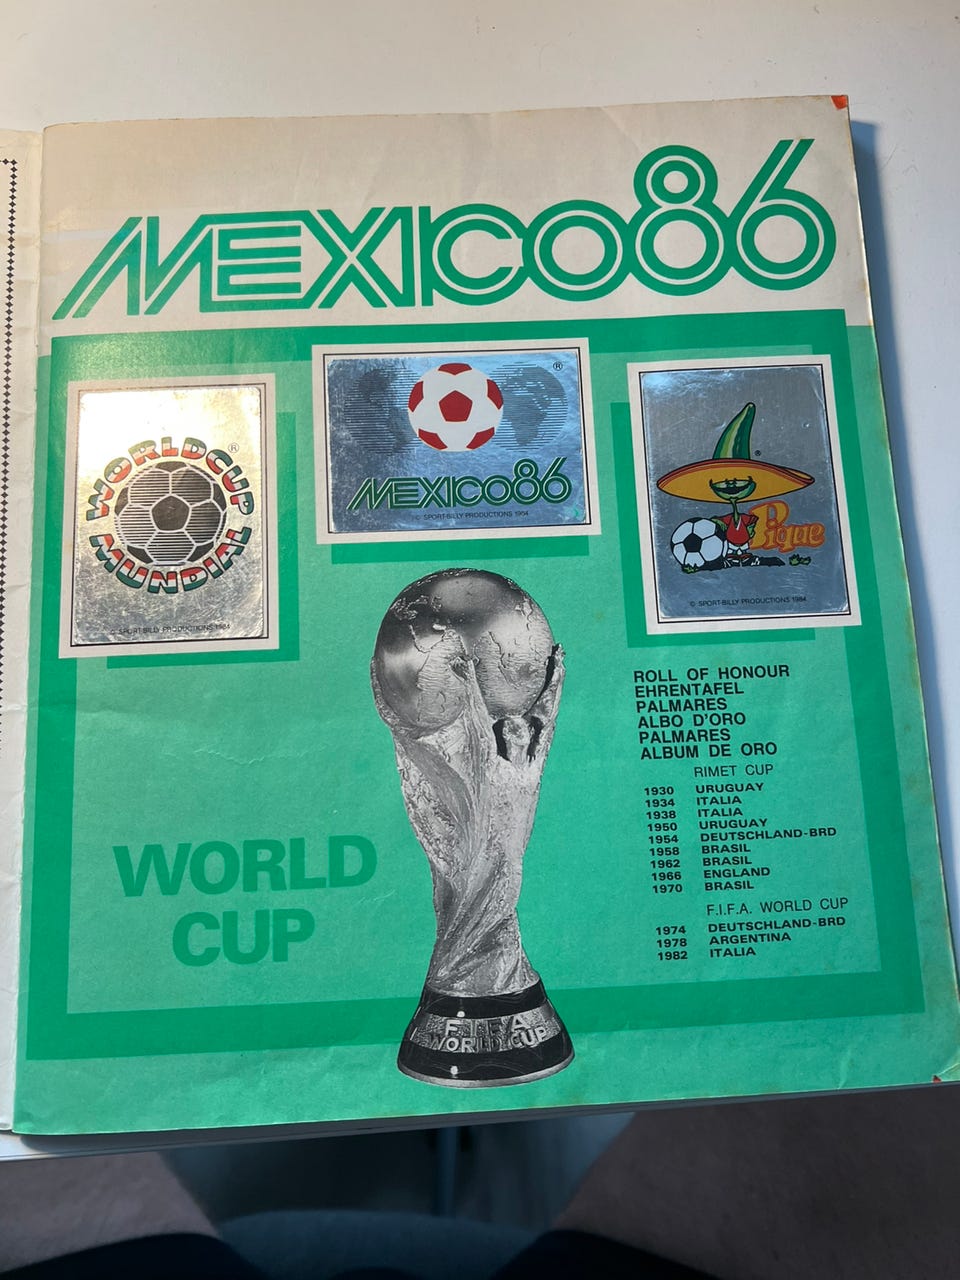 MEXICO86
WORLD CUP
MUNDIAL
®
© SPORT-BILLY PRODUCTIONS 1984
®
MEXICO86
© SPORT-BILLY PRODUCTIONS 1984
®
Pique
© SPORT-BILLY PRODUCTIONS 1984
ROLL OF HONOUR
EHRENTAFEL
PALMARES
ALBO D'ORO
PALMARES
ALBUM DE ORO
RIMET CUP
1930 URUGUAY
1934 ITALIA
1938 ITALIA
1950 URUGUAY
1954 DEUTSCHLAND-BRD
1958 BRASIL
1962 BRASIL
1966 ENGLAND
1970 BRASIL
F.I.F.A. WORLD CUP
1974 DEUTSCHLAND-BRD
1978 ARGENTINA
1982 ITALIA
WORLD
CUP
FIFA
WORLD CUP